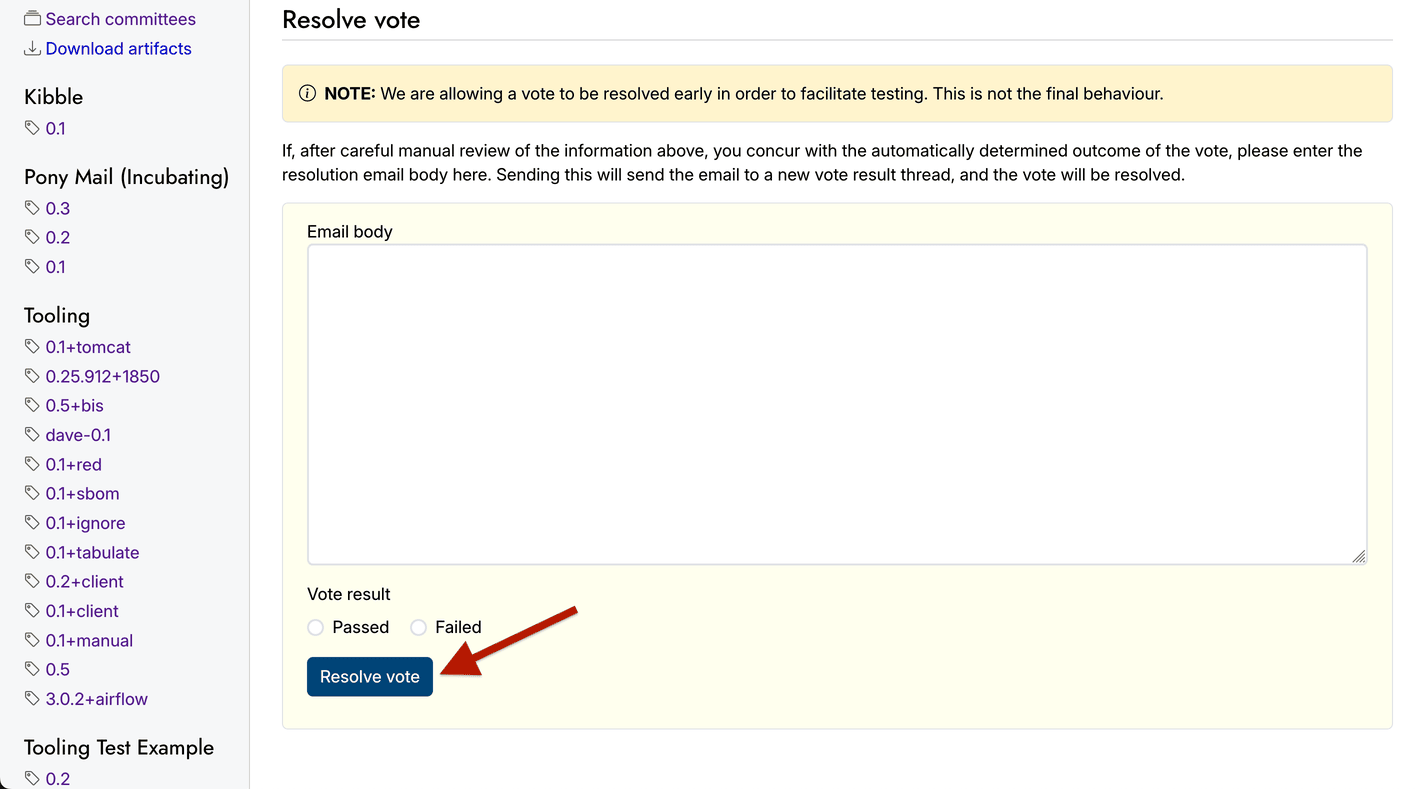 Search committees
Download artifacts
Kibble
0.1
Pony Mail (Incubating)
0.3
0.2
0.1
Tooling
0.1+tomcat
0.25.912+1850
0.5+bis
dave-0.1
0.1+red
0.1+sbom
0.1+ignore
0.1+tabulate
0.2+client
0.1+client
0.1+manual
0.5
3.0.2+airflow
Tooling Test Example
0.2
Resolve vote
NOTE: We are allowing a vote to be resolved early in order to facilitate testing. This is not the final behaviour.
If, after careful manual review of the information above, you concur with the automatically determined outcome of the vote, please enter the
resolution email body here. Sending this will send the email to a new vote result thread, and the vote will be resolved.
Email body
Vote result
Passed Failed
Resolve vote